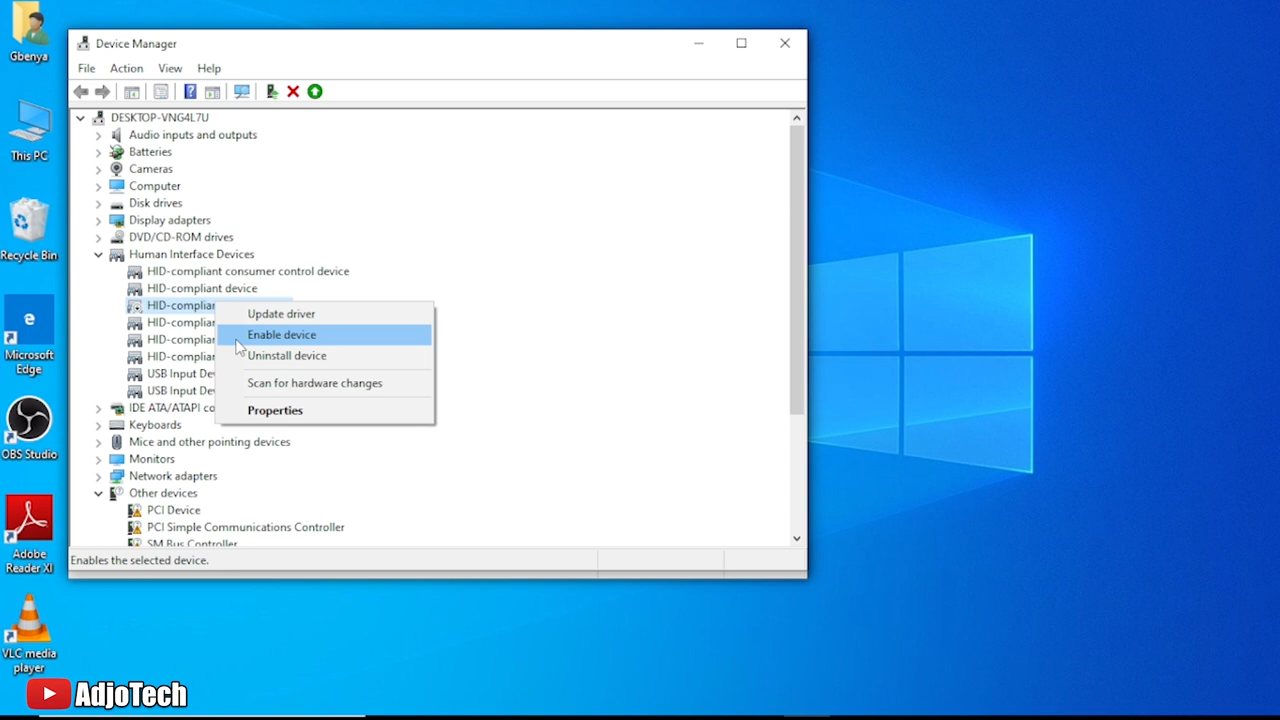 Gbenya
This PC
Recycle Bin
Microsoft
Edge
OBS Studio
Adobe
Reader XI
VLC media
player
Device Manager
File Action View Help
DESKTOP-VNG4L7U
Audio inputs and outputs
Batteries
Cameras
Computer
Disk drives
Display adapters
DVD/CD-ROM drives
Human Interface Devices
HID-compliant consumer control device
HID-compliant device
HID-complian
HID-complian
HID-complian
HID-complian
USB Input De
USB Input De
IDE ATA/ATAPI co
Keyboards
Mice and other pointing devices
Monitors
Network adapters
Other devices
PCI Device
PCI Simple Communications Controller
SM Bus Controller
Update driver
Enable device
Uninstall device
Scan for hardware changes
Properties
Enables the selected device.
AdjoTech